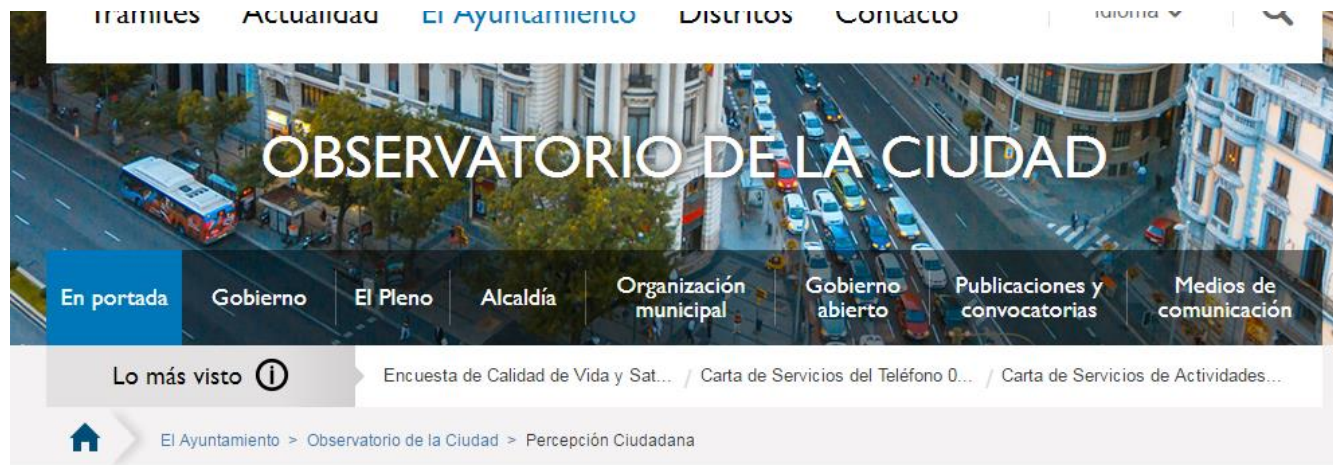 Trámites Actualidad El Ayuntamiento Distritos Contacto Idioma
OBSERVATORIO DE LA CIUDAD
En portada Gobierno El Pleno Alcaldía Organización municipal Gobierno abierto Publicaciones y convocatorias Medios de comunicación
Lo más visto Encuesta de Calidad de Vida y Sat... / Carta de Servicios del Teléfono 0... / Carta de Servicios de Actividades...
El Ayuntamiento > Observatorio de la Ciudad > Percepción Ciudadana